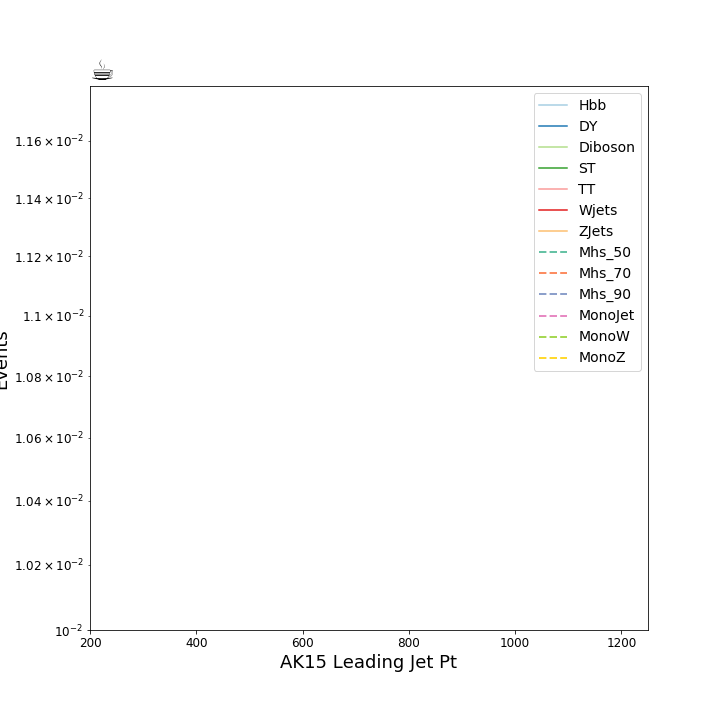 ☕
1.16 × 10⁻²
1.14 × 10⁻²
1.12 × 10⁻²
1.1 × 10⁻²
1.08 × 10⁻²
1.06 × 10⁻²
1.04 × 10⁻²
1.02 × 10⁻²
10⁻²
Events
Hbb
DY
Diboson
ST
TT
Wjets
ZJets
Mhs_50
Mhs_70
Mhs_90
MonoJet
MonoW
MonoZ
200 400 600 800 1000 1200
AK15 Leading Jet Pt